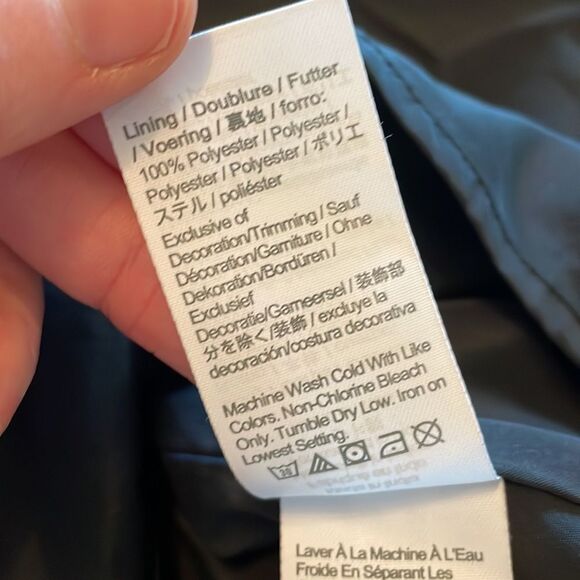 Lining / Doublure / Futter
/ Voering / 裏地 / forro:
100% Polyester / Polyester /
Polyester / Polyester / ポリエ
ステル / poliéster
Exclusive of
Decoration/Trimming / Sauf
Décoration/Garniture / Ohne
Dekoration/Bordüren /
Exclusief
Decoratie/Garneersel / 装飾部
分を除く/装飾 / excluye la
decoración/costura decorativa
Machine Wash Cold With Like
Colors. Non-Chlorine Bleach
Only. Tumble Dry Low. Iron on
Lowest Setting.
30
Laver À La Machine À L'Eau
Froide En Séparant Les